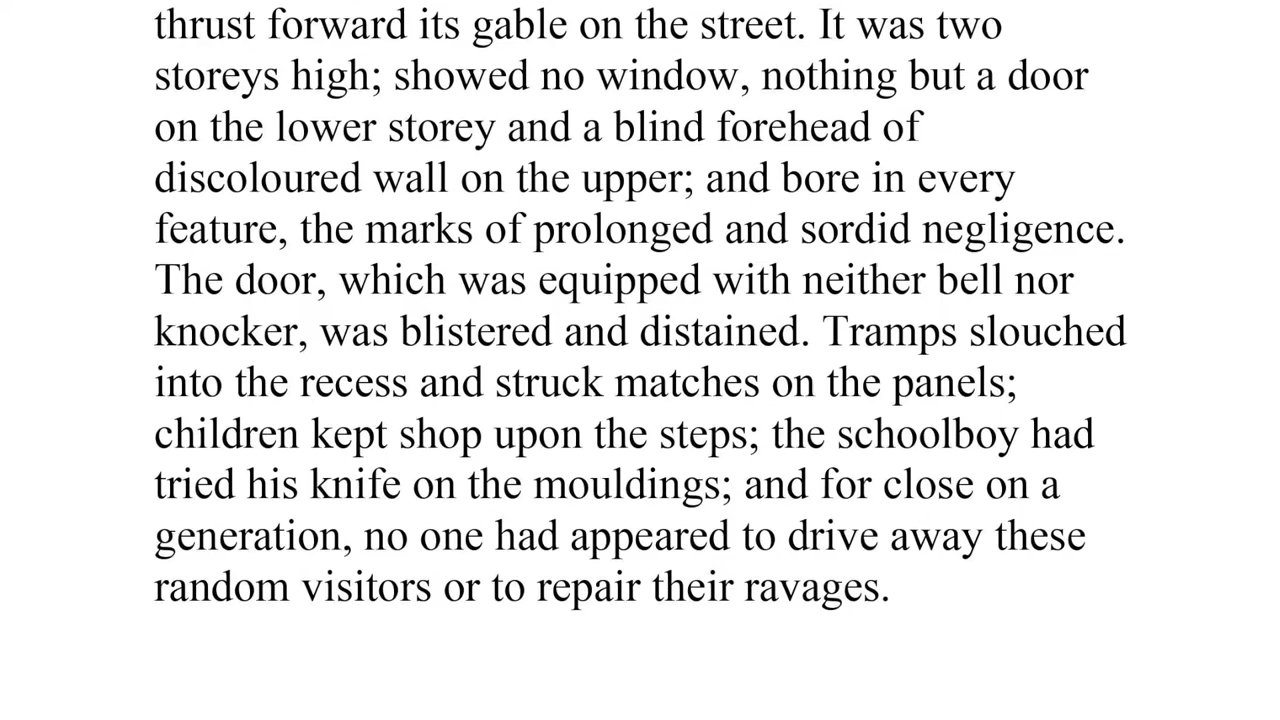 thrust forward its gable on the street. It was two
storeys high; showed no window, nothing but a door
on the lower storey and a blind forehead of
discoloured wall on the upper; and bore in every
feature, the marks of prolonged and sordid negligence.
The door, which was equipped with neither bell nor
knocker, was blistered and distained. Tramps slouched
into the recess and struck matches on the panels;
children kept shop upon the steps; the schoolboy had
tried his knife on the mouldings; and for close on a
generation, no one had appeared to drive away these
random visitors or to repair their ravages.